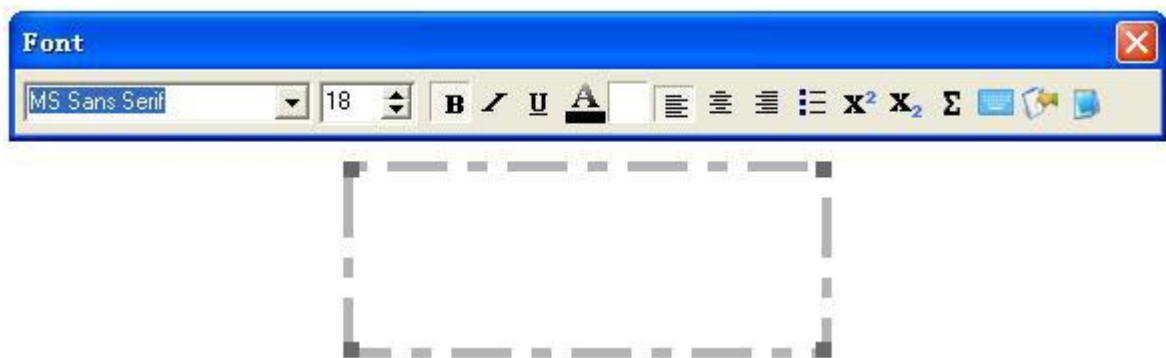 Font
MS Sans Serif 18 B I U A X² X₂ Σ